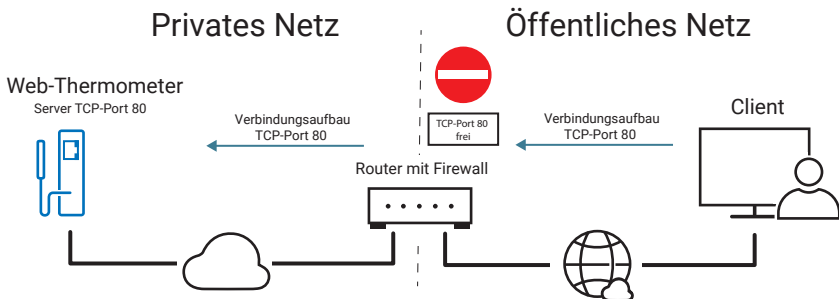 Privates Netz
Öffentliches Netz
Web-Thermometer
Server TCP-Port 80
Verbindungsaufbau
TCP-Port 80
TCP-Port 80
frei
Verbindungsaufbau
TCP-Port 80
Client
Router mit Firewall